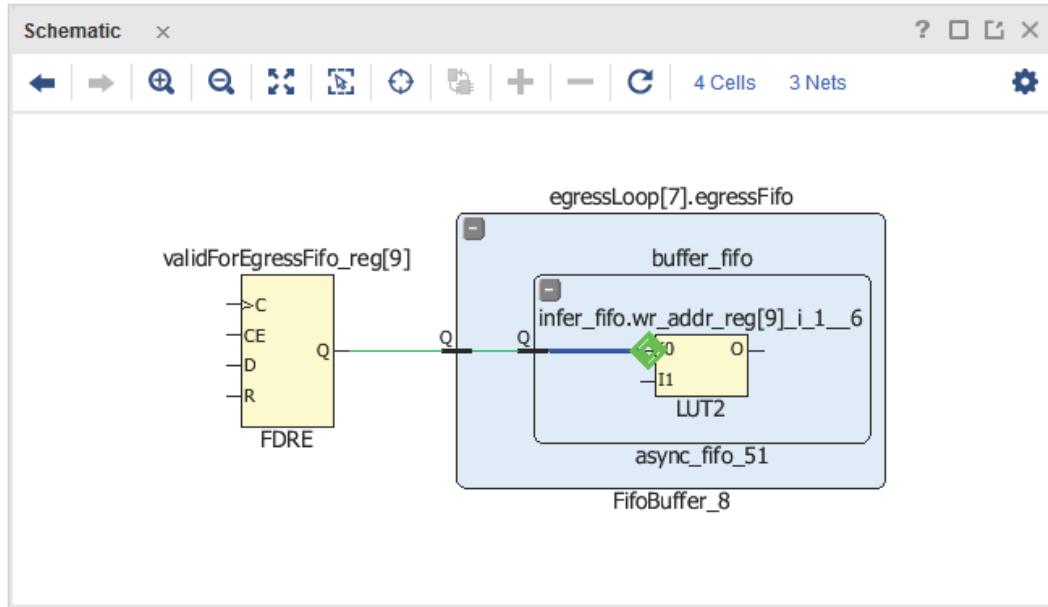 Schematic ×
?
4 Cells 3 Nets
egressLoop[7].egressFifo
validForEgressFifo_reg[9]
buffer_fifo
infer_fifo.wr_addr_reg[9]_i_1__6
C
CE
D
R
Q
Q
Q
I0
O
I1
LUT2
FDRE
async_fifo_51
FifoBuffer_8